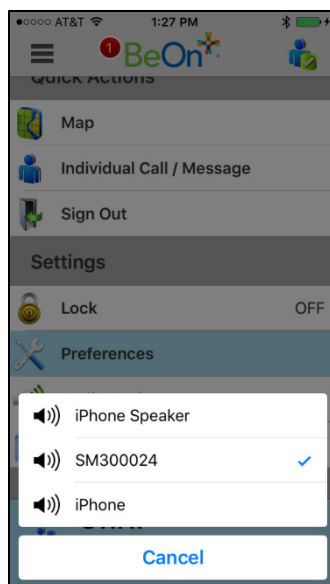 AT&T 1:27 PM
1 BeOn
Quick Actions
Map
Individual Call / Message
Sign Out
Settings
Lock OFF
Preferences
iPhone Speaker
SM300024
iPhone
Cancel